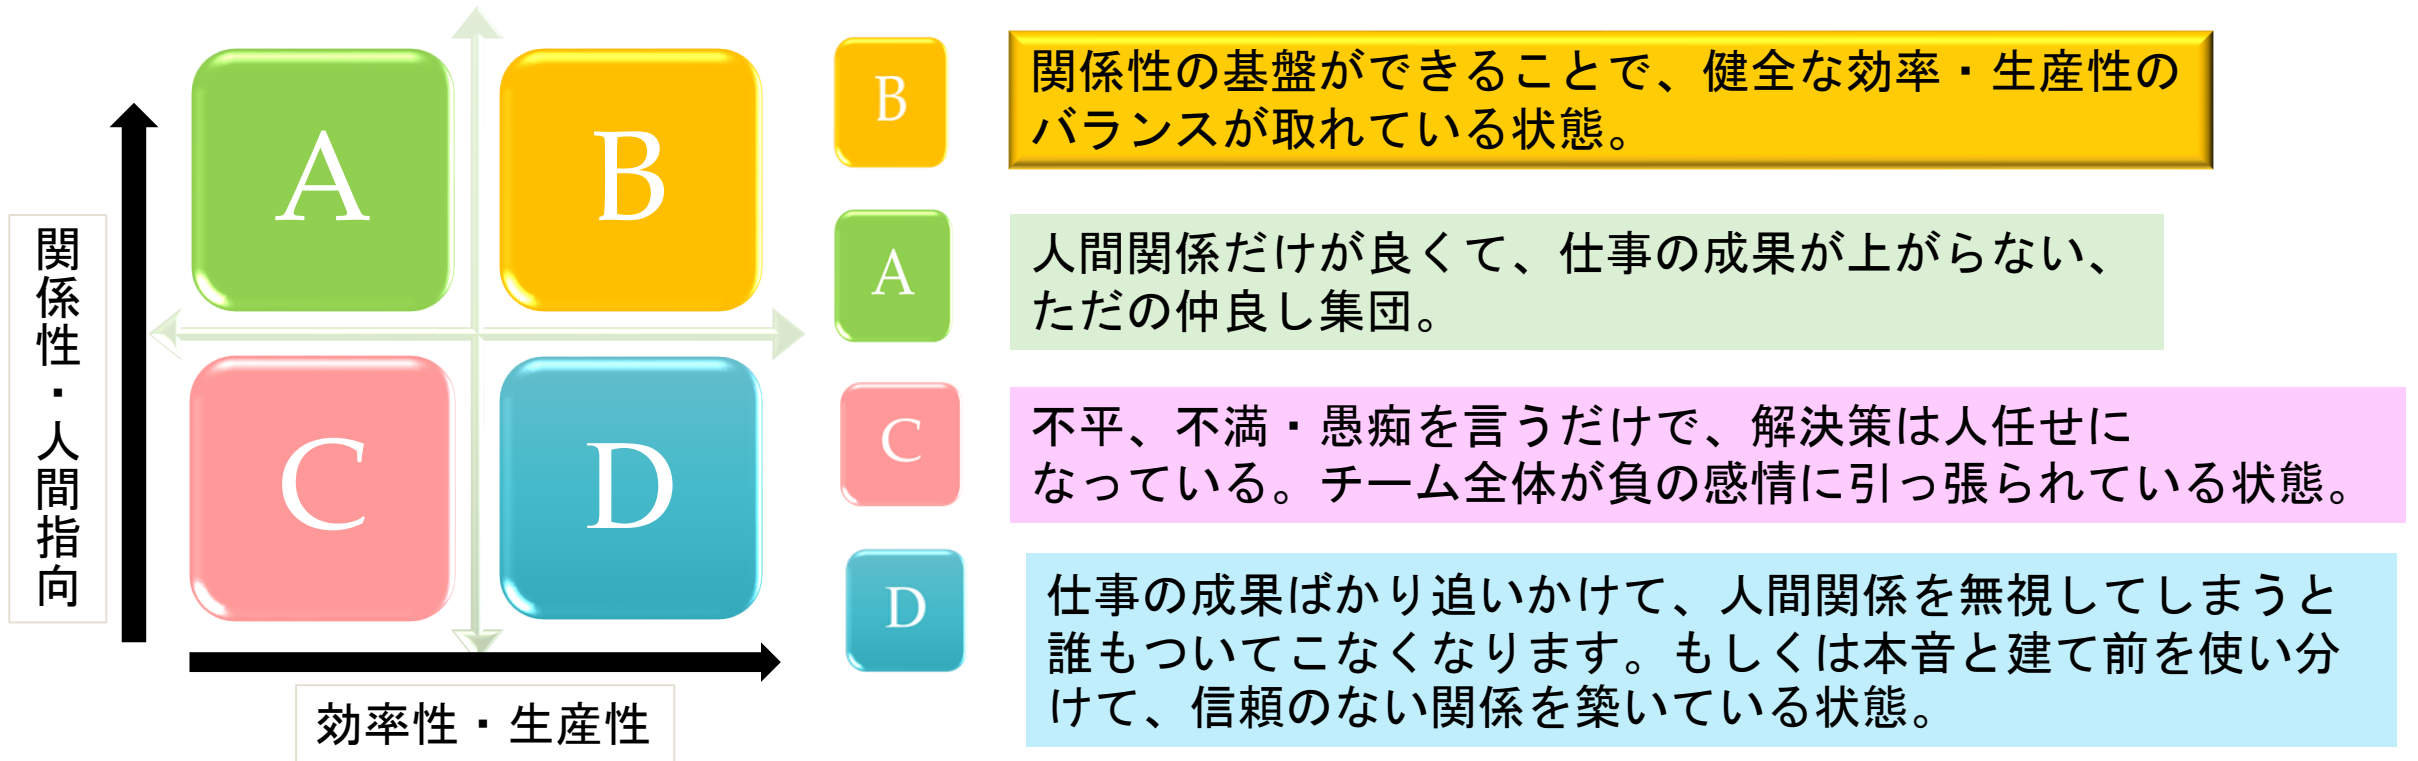 A
B
C
D
関係性・人間指向
効率性・生産性
B
関係性の基盤ができることで、健全な効率・生産性の
バランスが取れている状態。
A
人間関係だけが良くて、仕事の成果が上がらない、
ただの仲良し集団。
C
不平、不満・愚痴を言うだけで、解決策は人任せに
なっている。チーム全体が負の感情に引っ張られている状態。
D
仕事の成果ばかり追いかけて、人間関係を無視してしまうと
誰もついてこなくなります。もしくは本音と建て前を使い分
けて、信頼のない関係を築いている状態。